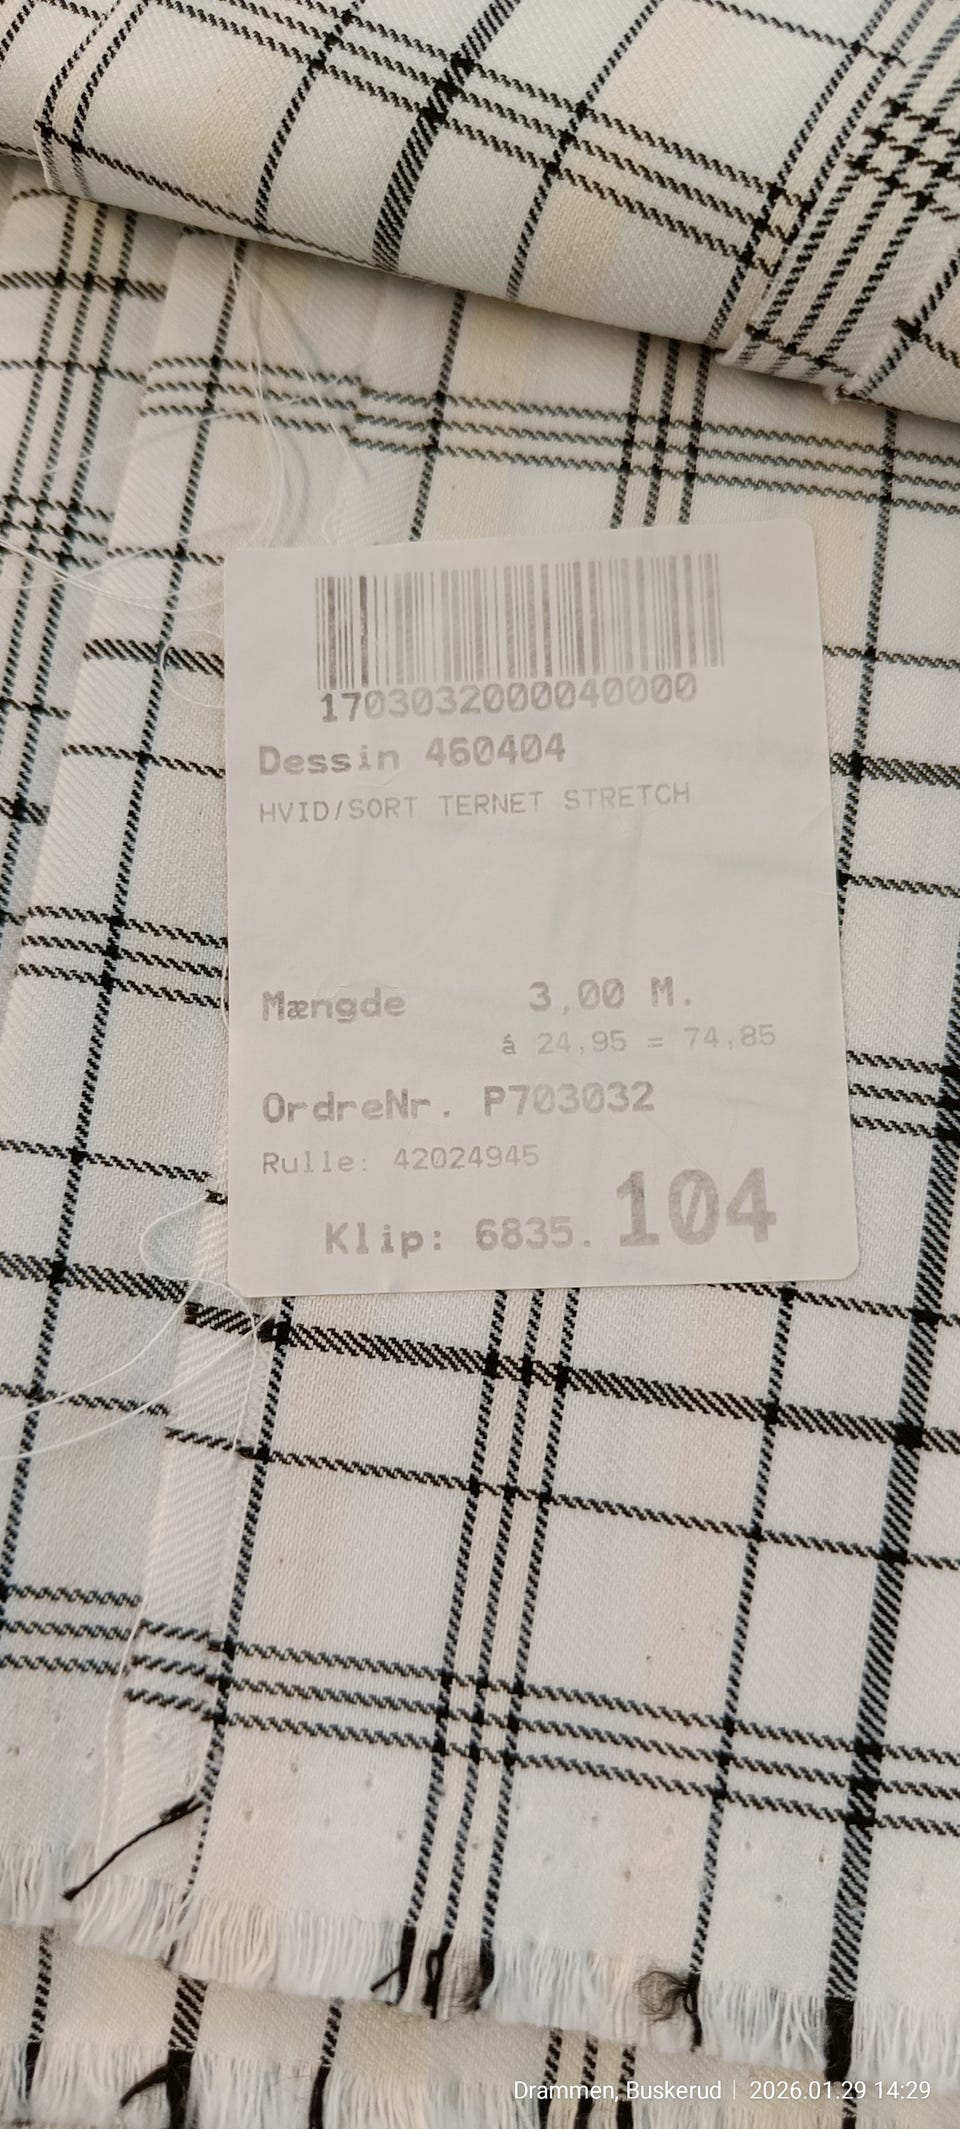 1703032000040000
Dessin 460404
HVID/SORT TERNET STRETCH
Mængde 3,00 M.
á 24,95 = 74,85
OrdreNr. P703032
Rulle: 42024945
Klip: 6835. 104
Drammen, Buskerud | 2026.01.29 14:29